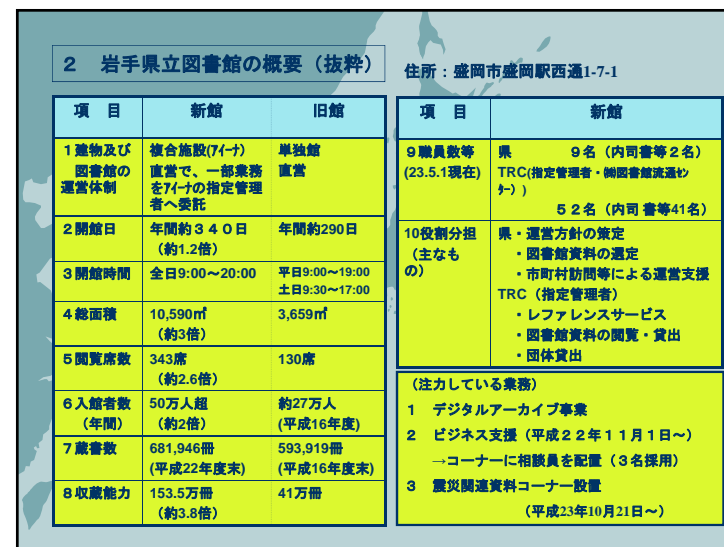 ２　岩手県立図書館の概要（抜粋）
住所：盛岡市盛岡駅西通1-7-1
項　目　新館　旧館
１建物及び　図書館の運営体制　複合施設(ｱｲｰﾅ)　単独館
直営で、一部業務をｱｲｰﾅの指定管理者へ委託　直営
２開館日　年間約３４０日　年間約290日
（約1.2倍）
３開館時間　全日9:00～20:00　平日9:00～19:00
土日9:30～17:00
４総面積　10,590㎡　3,659㎡
（約3倍）
５閲覧席数　343席　130席
（約2.6倍）
６入館者数　50万人超　約27万人
（年間）　（約2倍）　(平成16年度)
７蔵書数　681,946冊　593,919冊
(平成22年度末)　(平成16年度末)
８収蔵能力　153.5万冊　41万冊
（約3.8倍）
項　目　新館
９職員数等　県　　　９名（内司書等２名）
(23.5.1現在)　TRC(指定管理者・㈱図書館流通ｾﾝ
ﾀｰ）)
５２名（内司書等41名）
10役割分担　県・運営方針の策定
（主なもの）　・図書館資料の選定
・市町村訪問等による運営支援
TRC（指定管理者）
・レファレンスサービス
・図書館資料の閲覧・貸出
・団体貸出
（注力している業務）
１　デジタルアーカイブ事業
２　ビジネス支援（平成２２年１１月１日～）
→コーナーに相談員を配置（３名採用）
３　震災関連資料コーナー設置
（平成23年10月21日～）